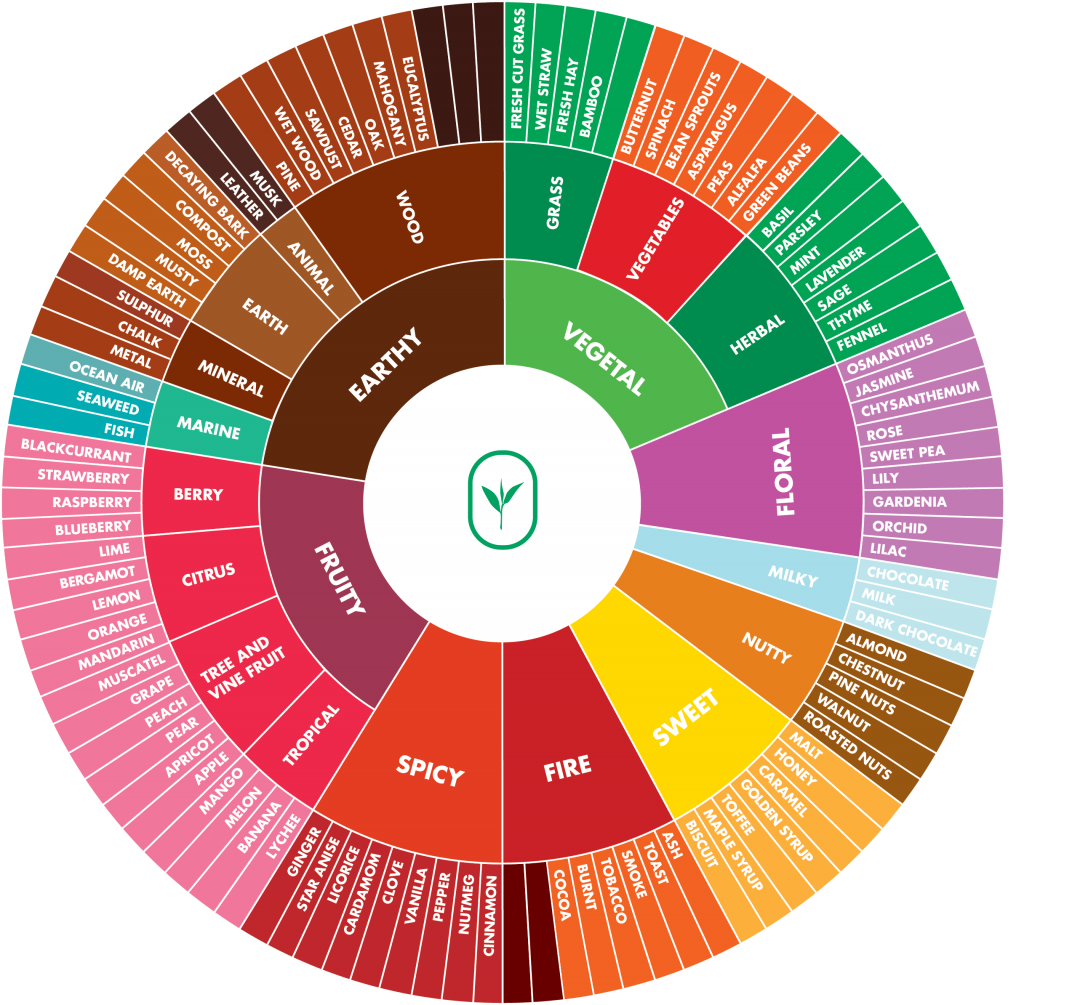 VEGETAL
GRASS
FRESH CUT GRASS
WET STRAW
FRESH HAY
BAMBOO
VEGETABLES
BUTTERNUT
SPINACH
BEAN SPROUTS
ASPARAGUS
PEAS
ALFALFA
GREEN BEANS
HERBAL
BASIL
PARSLEY
MINT
LAVENDER
SAGE
THYME
FENNEL
FLORAL
OSMANTHUS
JASMINE
CHYSANTHEMUM
ROSE
SWEET PEA
LILY
GARDENIA
ORCHID
LILAC
MILKY
CHOCOLATE
MILK
DARK CHOCOLATE
NUTTY
ALMOND
CHESTNUT
PINE NUTS
WALNUT
ROASTED NUTS
SWEET
MALT
HONEY
CARAMEL
GOLDEN SYRUP
TOFFEE
MAPLE SYRUP
BISCUIT
FIRE
ASH
TOAST
SMOKE
TOBACCO
BURNT
COCOA
SPICY
CINNAMON
NUTMEG
PEPPER
VANILLA
CLOVE
CARDAMOM
LICORICE
STAR ANISE
GINGER
FRUITY
TROPICAL
LYCHEE
BANANA
MELON
MANGO
TREE AND
VINE FRUIT
APPLE
APRICOT
PEAR
PEACH
GRAPE
MUSCATEL
CITRUS
MANDARIN
ORANGE
LEMON
BERGAMOT
LIME
BERRY
BLUEBERRY
RASPBERRY
STRAWBERRY
BLACKCURRANT
EARTHY
MARINE
FISH
SEAWEED
OCEAN AIR
MINERAL
METAL
CHALK
SULPHUR
EARTH
DAMP EARTH
MUSTY
MOSS
COMPOST
DECAYING BARK
ANIMAL
LEATHER
MUSK
WOOD
PINE
WET WOOD
SAWDUST
CEDAR
OAK
MAHOGANY
EUCALYPTUS